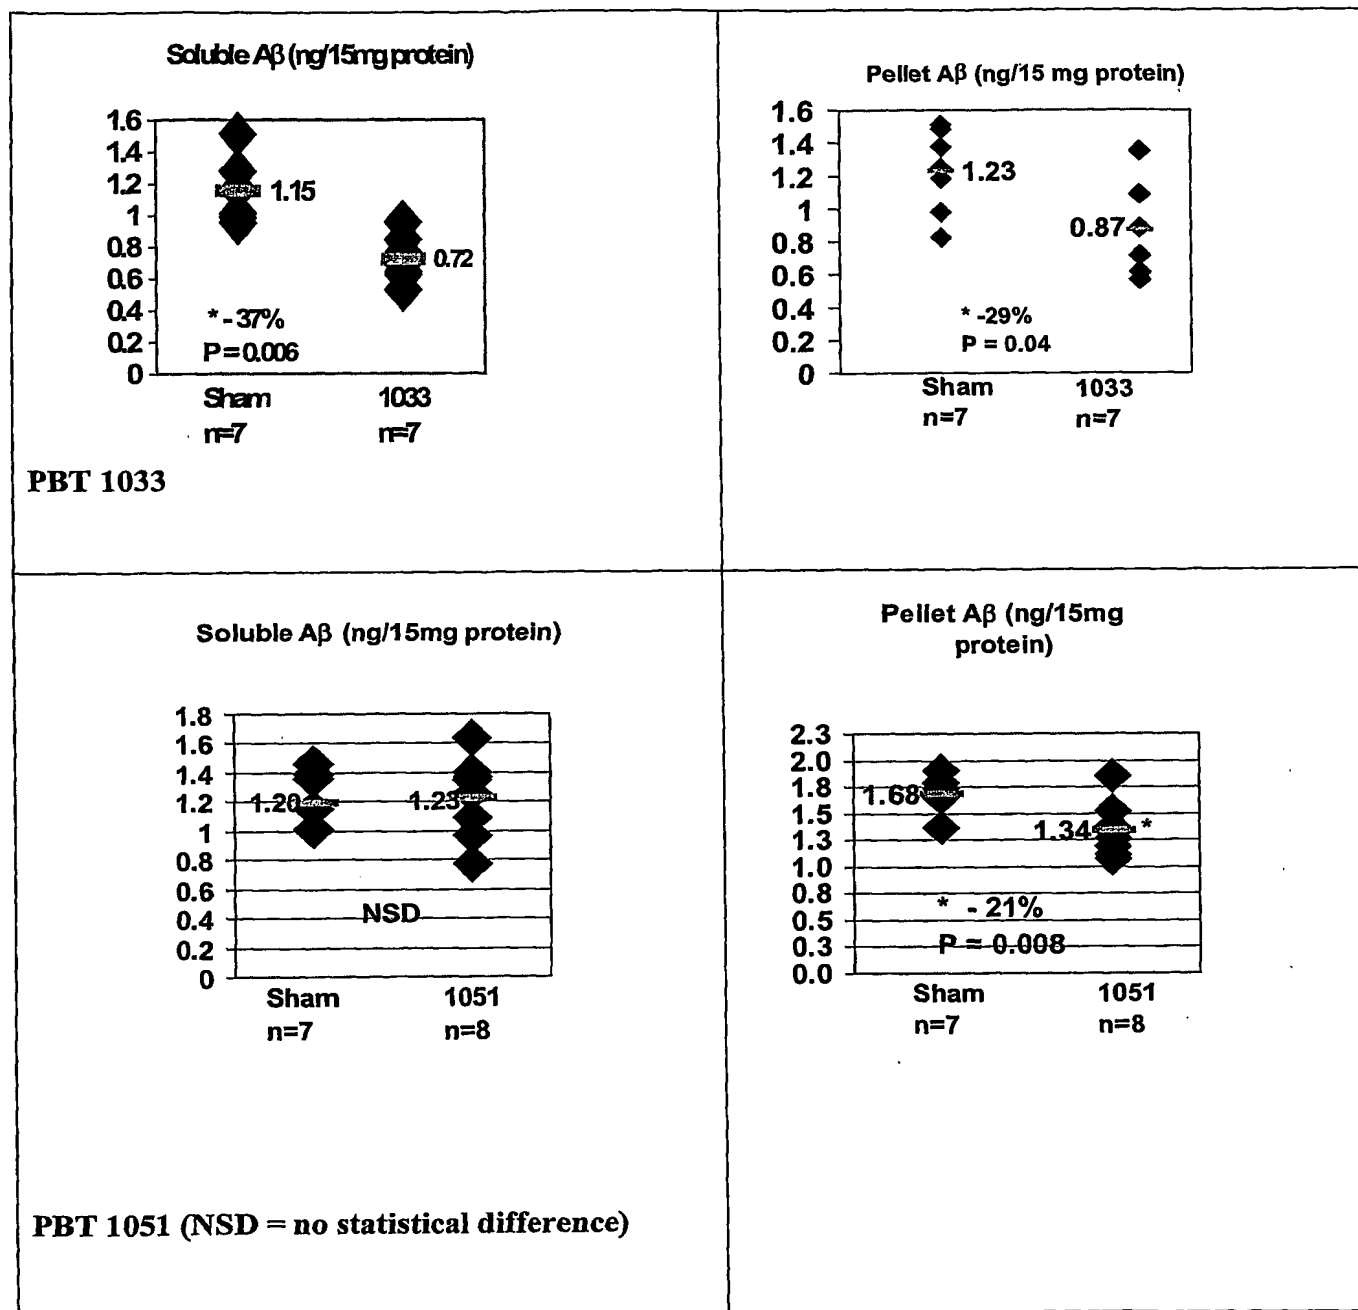 Soluble Aβ (ng/15mg protein)
1.6
1.4
1.2
1
0.8
0.6
0.4
0.2
0
1.15
0.72
* - 37%
P = 0.006
Sham 1033
n=7 n=7
PBT 1033
Pellet Aβ (ng/15 mg protein)
1.6
1.4
1.2
1
0.8
0.6
0.4
0.2
0
1.23
0.87
* -29%
P = 0.04
Sham 1033
n=7 n=7
Soluble Aβ (ng/15mg protein)
1.8
1.6
1.4
1.2
1
0.8
0.6
0.4
0.2
0
1.20 1.23
NSD
Sham 1051
n=7 n=8
PBT 1051 (NSD = no statistical difference)
Pellet Aβ (ng/15mg
protein)
2.3
2.0
1.8
1.5
1.3
1.0
0.8
0.5
0.3
0.0
1.68
1.34 *
* - 21%
P = 0.008
Sham 1051
n=7 n=8